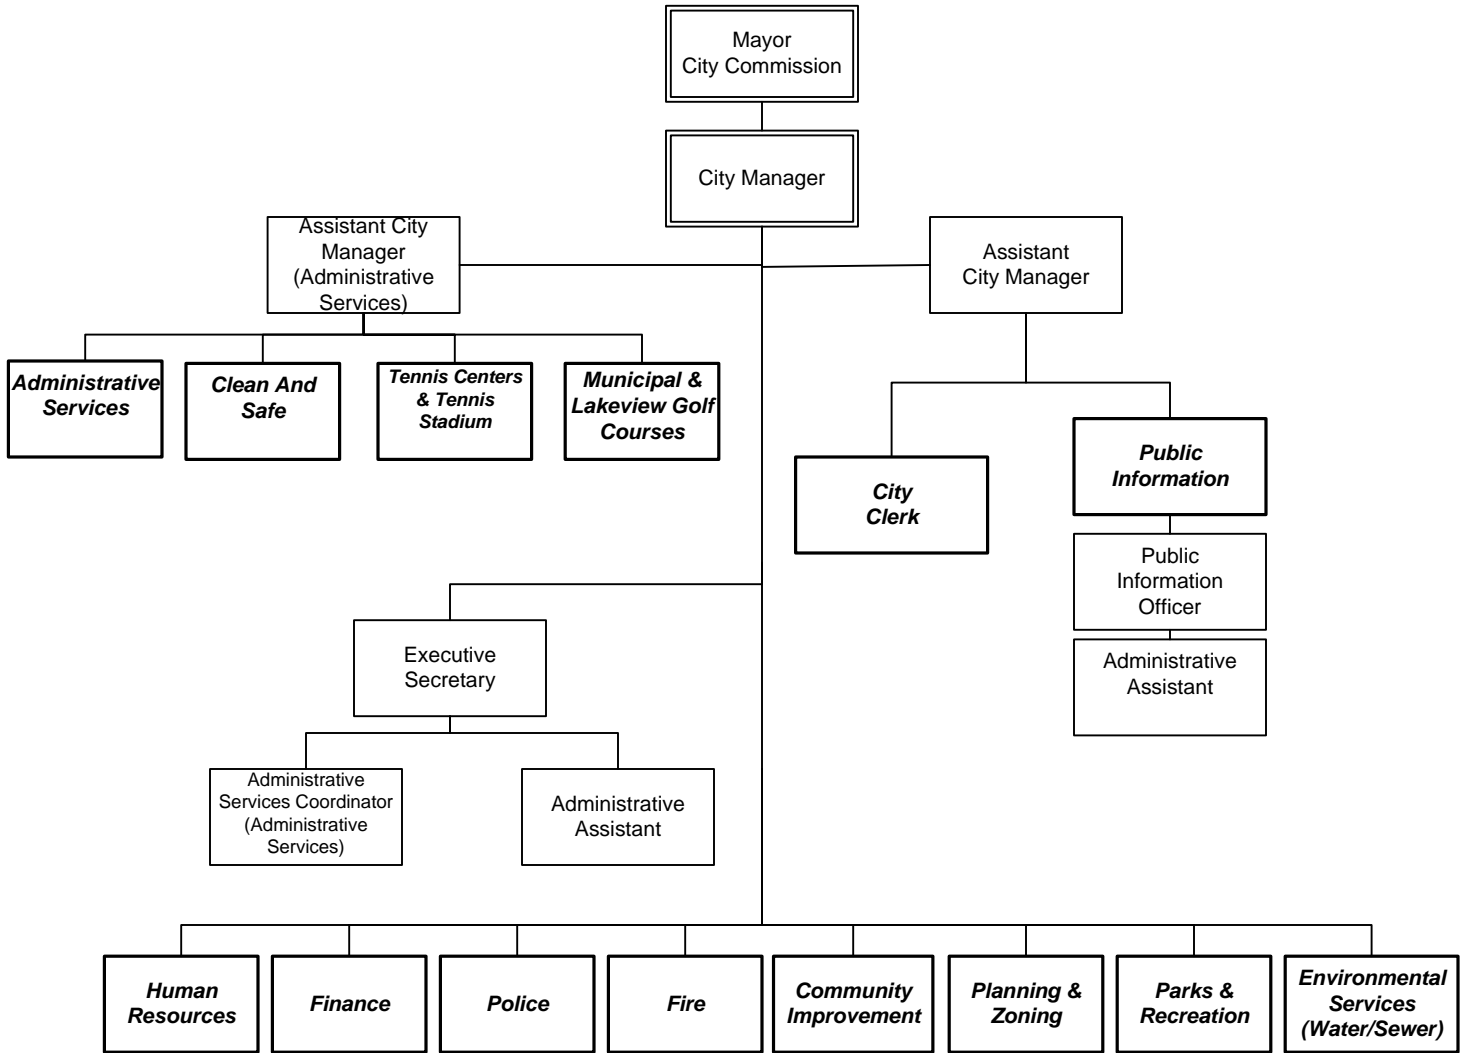 Mayor
City Commission
City Manager
Assistant City
Manager
(Administrative
Services)
Assistant
City Manager
Administrative
Services
Clean And
Safe
Tennis Centers
& Tennis
Stadium
Municipal &
Lakeview Golf
Courses
City
Clerk
Public
Information
Public
Information
Officer
Administrative
Assistant
Executive
Secretary
Administrative
Services Coordinator
(Administrative
Services)
Administrative
Assistant
Human
Resources
Finance
Police
Fire
Community
Improvement
Planning &
Zoning
Parks &
Recreation
Environmental
Services
(Water/Sewer)